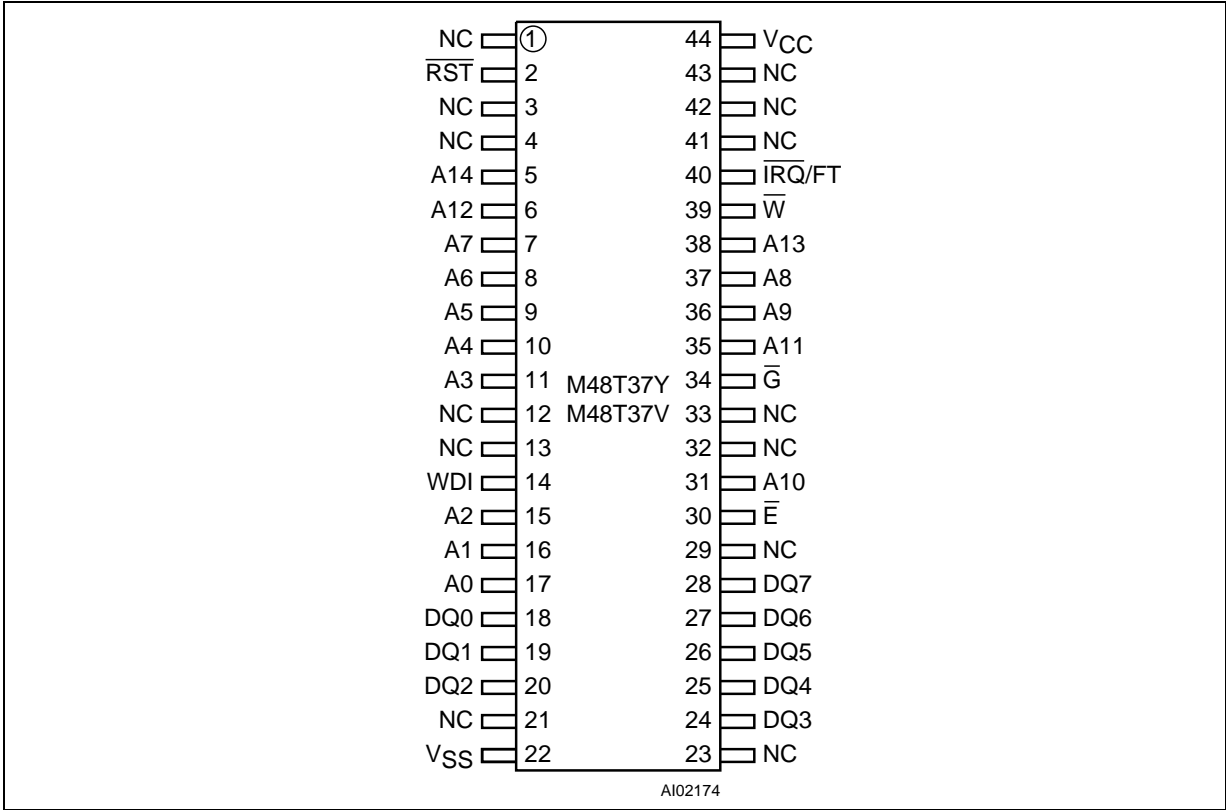 NC 1 44 VCC
R̅S̅T̅ 2 43 NC
NC 3 42 NC
NC 4 41 NC
A14 5 40 I̅R̅Q̅/FT
A12 6 39 W̅
A7 7 38 A13
A6 8 37 A8
A5 9 36 A9
A4 10 35 A11
A3 11 M48T37Y 34 G̅
NC 12 M48T37V 33 NC
NC 13 32 NC
WDI 14 31 A10
A2 15 30 E̅
A1 16 29 NC
A0 17 28 DQ7
DQ0 18 27 DQ6
DQ1 19 26 DQ5
DQ2 20 25 DQ4
NC 21 24 DQ3
VSS 22 23 NC
AI02174